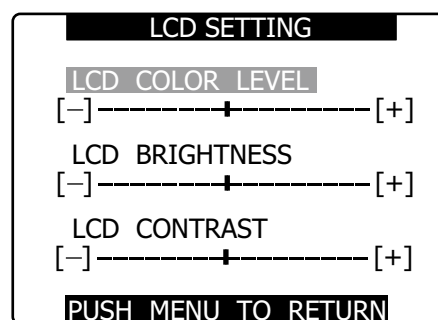 LCD SETTING
LCD COLOR LEVEL
[–] [+]
LCD BRIGHTNESS
[–] [+]
LCD CONTRAST
[–] [+]
PUSH MENU TO RETURN